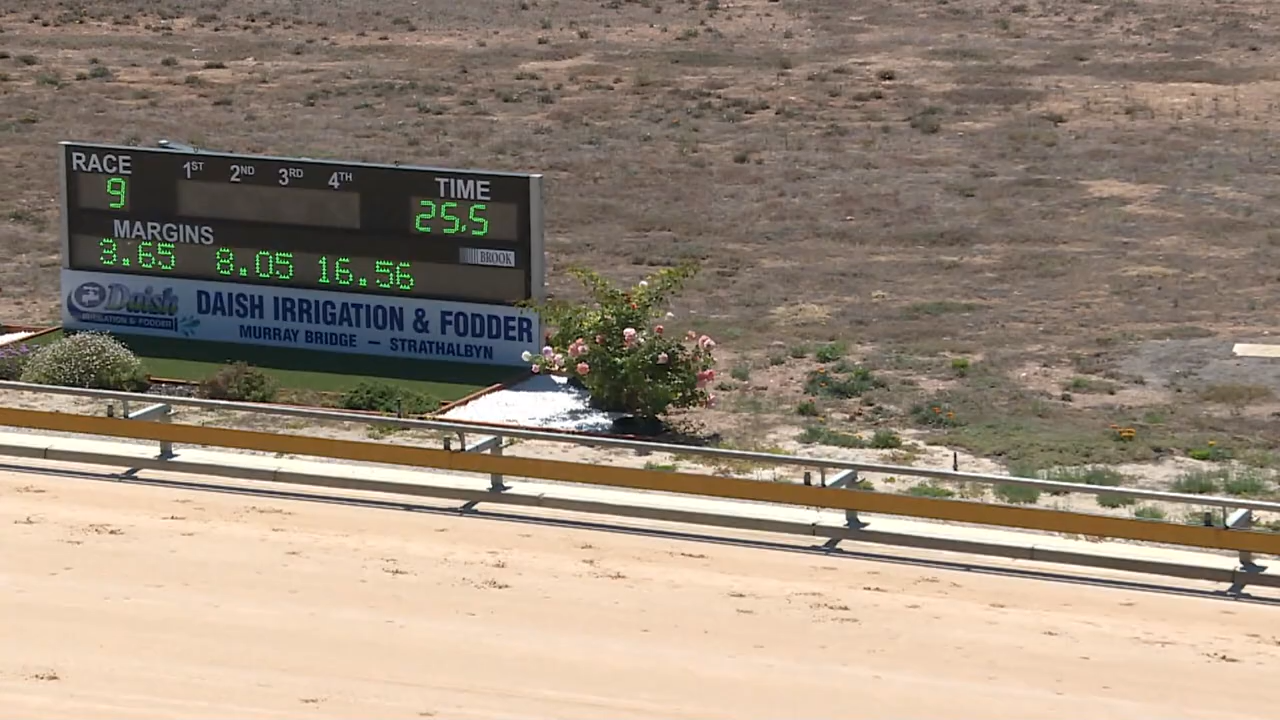 RACE 1ST 2ND 3RD 4TH TIME
9 25.5
MARGINS
3.65 8.05 16.56
BROOK
Daish
IRRIGATION & FODDER
DAISH IRRIGATION & FODDER
MURRAY BRIDGE — STRATHALBYN